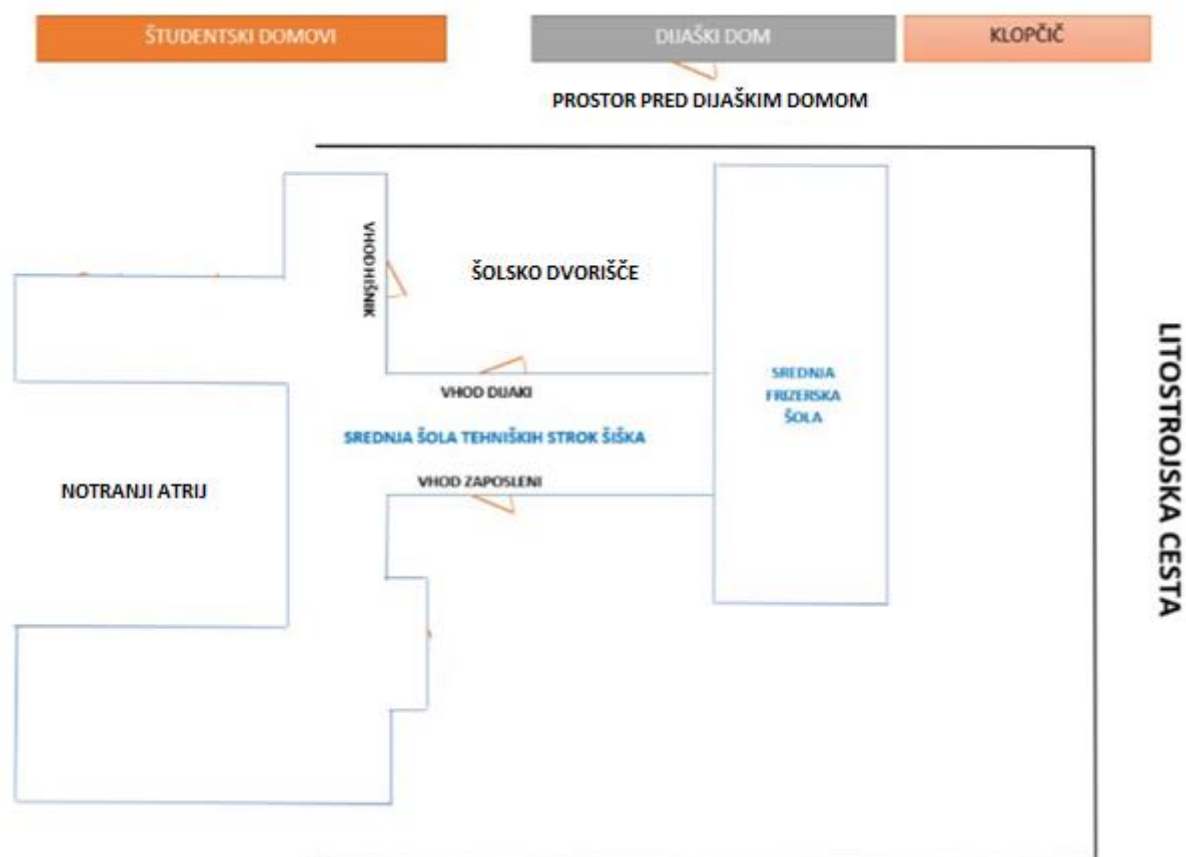 ŠTUDENTSKI DOMOVI
DIJAŠKI DOM
KLOPČIČ
PROSTOR PRED DIJAŠKIM DOMOM
VHOD HIŠNIK
ŠOLSKO DVORIŠČE
VHOD DIJAKI
SREDNJA
FRIZERSKA
ŠOLA
SREDNJA ŠOLA TEHNIŠKIH STROK ŠIŠKA
VHOD ZAPOSLENI
NOTRANJI ATRIJ
LITOSTROJSKA CESTA